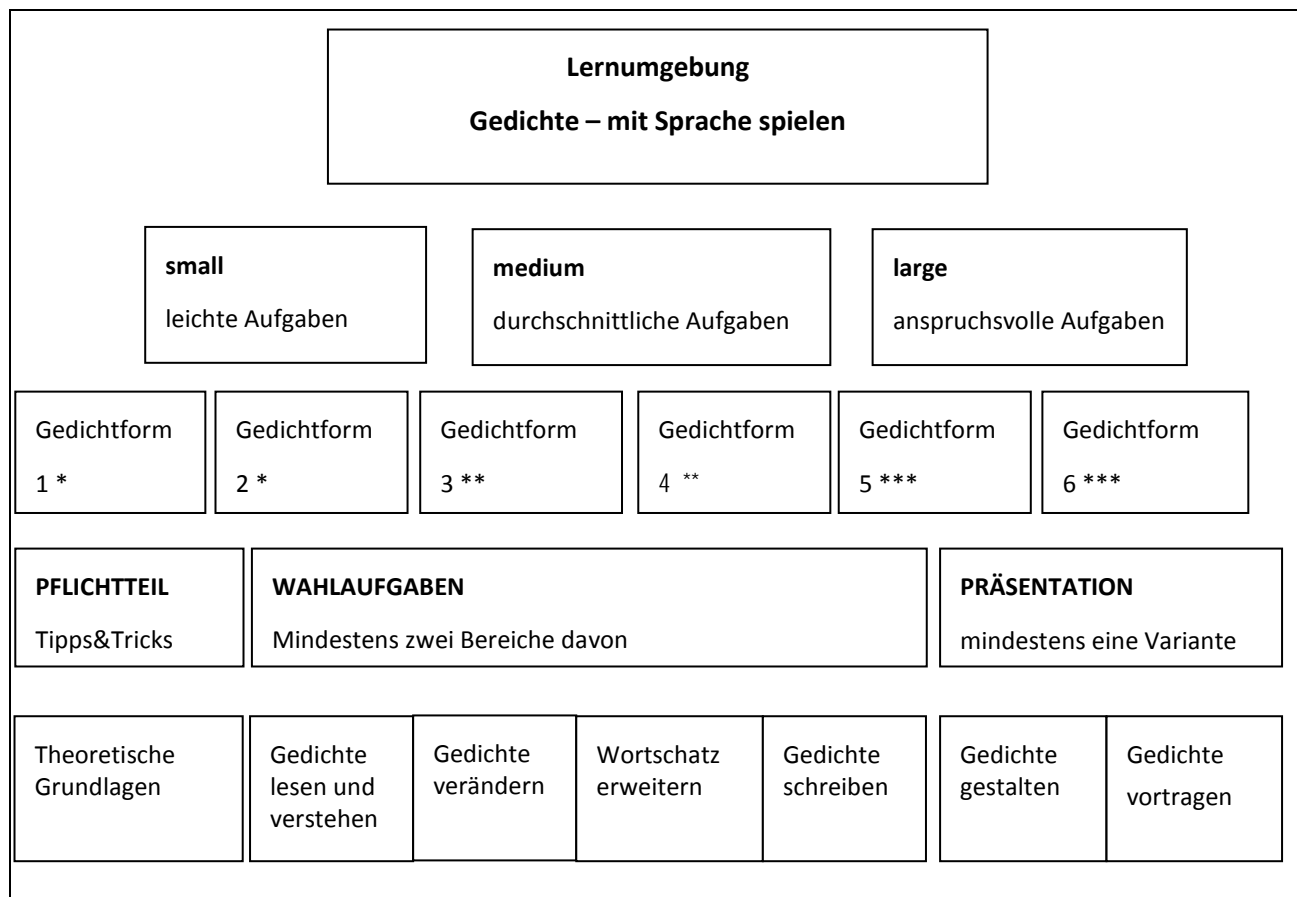 Lernumgebung
Gedichte – mit Sprache spielen
small
leichte Aufgaben
medium
durchschnittliche Aufgaben
large
anspruchsvolle Aufgaben
Gedichtform
1 *
Gedichtform
2 *
Gedichtform
3 **
Gedichtform
4 **
Gedichtform
5 ***
Gedichtform
6 ***
PFLICHTTEIL
Tipps&Tricks
WAHLAUFGABEN
Mindestens zwei Bereiche davon
PRÄSENTATION
mindestens eine Variante
Theoretische
Grundlagen
Gedichte
lesen und
verstehen
Gedichte
verändern
Wortschatz
erweitern
Gedichte
schreiben
Gedichte
gestalten
Gedichte
vortragen